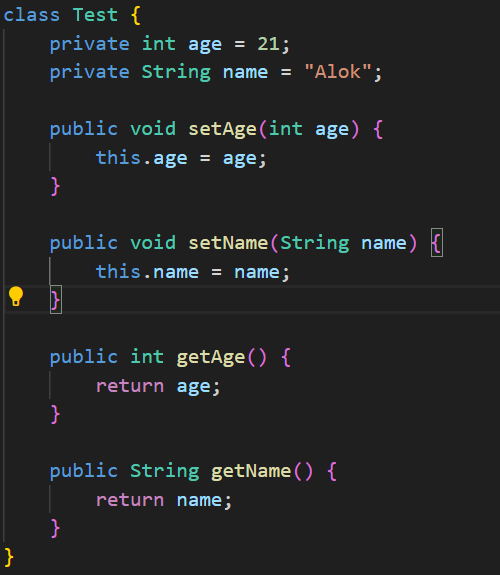 class Test {
    private int age = 21;
    private String name = "Alok";

    public void setAge(int age) {
        this.age = age;
    }

    public void setName(String name) {
        this.name = name;
    }

    public int getAge() {
        return age;
    }

    public String getName() {
        return name;
    }
}